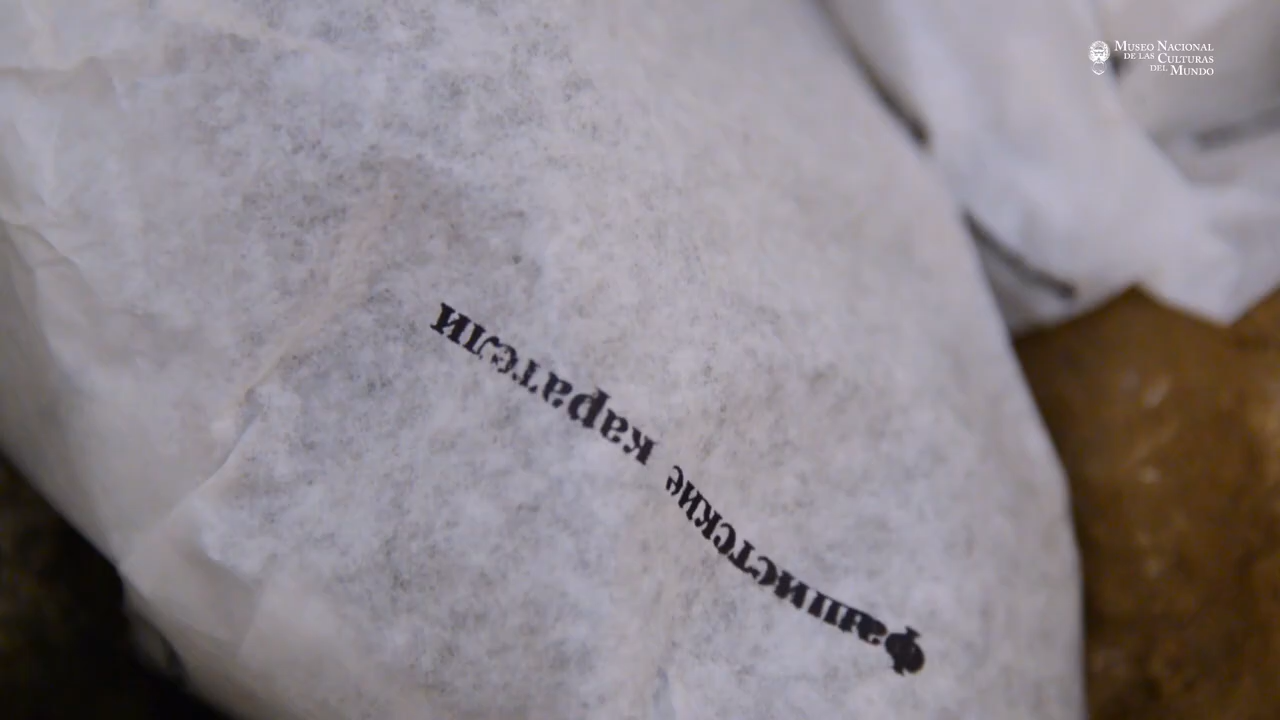 Museo Nacional
de las Culturas
del Mundo
Фашистские каратели